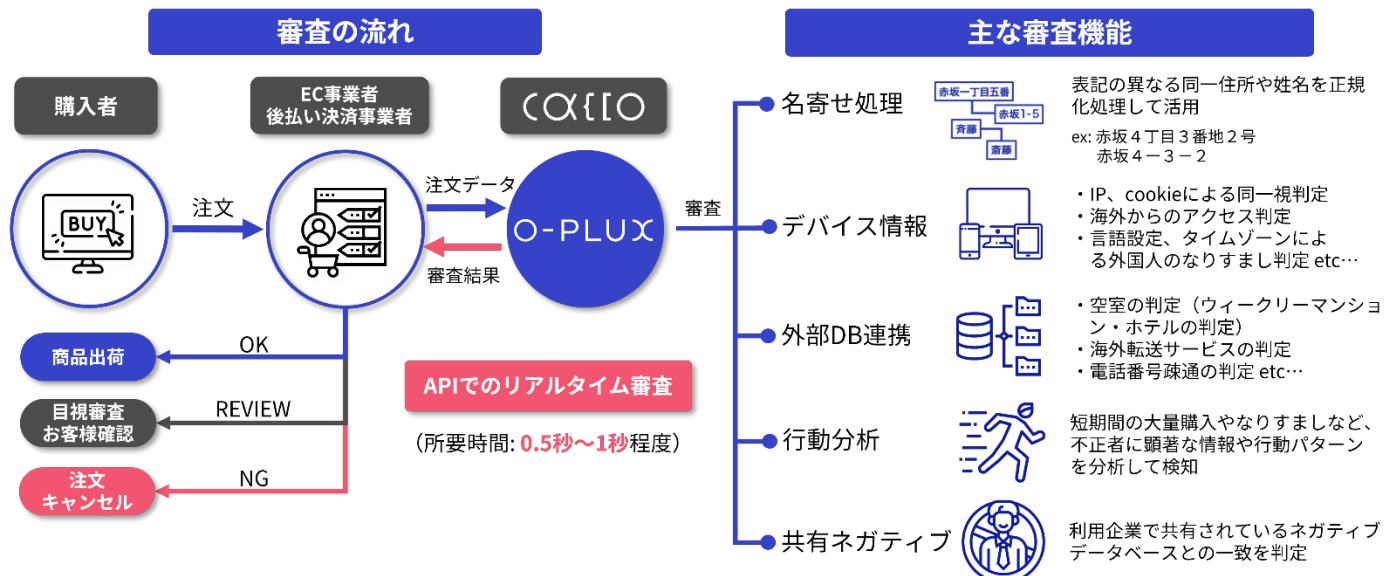 審査の流れ
購入者
EC事業者
後払い決済事業者
CACCO
BUY
注文
注文データ
審査結果
O-PLUX
審査
商品出荷
OK
目視審査
お客様確認
REVIEW
注文
キャンセル
NG
APIでのリアルタイム審査
（所要時間: 0.5秒〜1秒程度）
主な審査機能
名寄せ処理
赤坂一丁目五番
赤坂1-5
斉藤
斎藤
表記の異なる同一住所や姓名を正規
化処理して活用
ex: 赤坂４丁目３番地２号
赤坂４ー３－２
デバイス情報
・IP、cookieによる同一視判定
・海外からのアクセス判定
・言語設定、タイムゾーンによ
る外国人のなりすまし判定 etc…
外部DB連携
・空室の判定（ウィークリーマンショ
ン・ホテルの判定）
・海外転送サービスの判定
・電話番号疎通の判定 etc…
行動分析
短期間の大量購入やなりすましなど、
不正者に顕著な情報や行動パターン
を分析して検知
共有ネガティブ
利用企業で共有されているネガティブ
データベースとの一致を判定